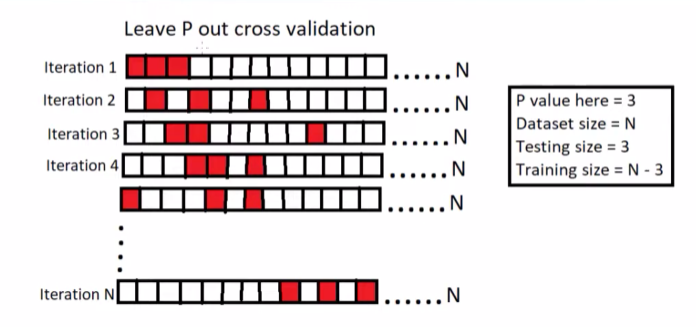 Leave P out cross validation
Iteration 1 ...... N
Iteration 2 ...... N
Iteration 3 ...... N
Iteration 4 ...... N
...... N
Iteration N ...... N
P value here = 3
Dataset size = N
Testing size = 3
Training size = N - 3